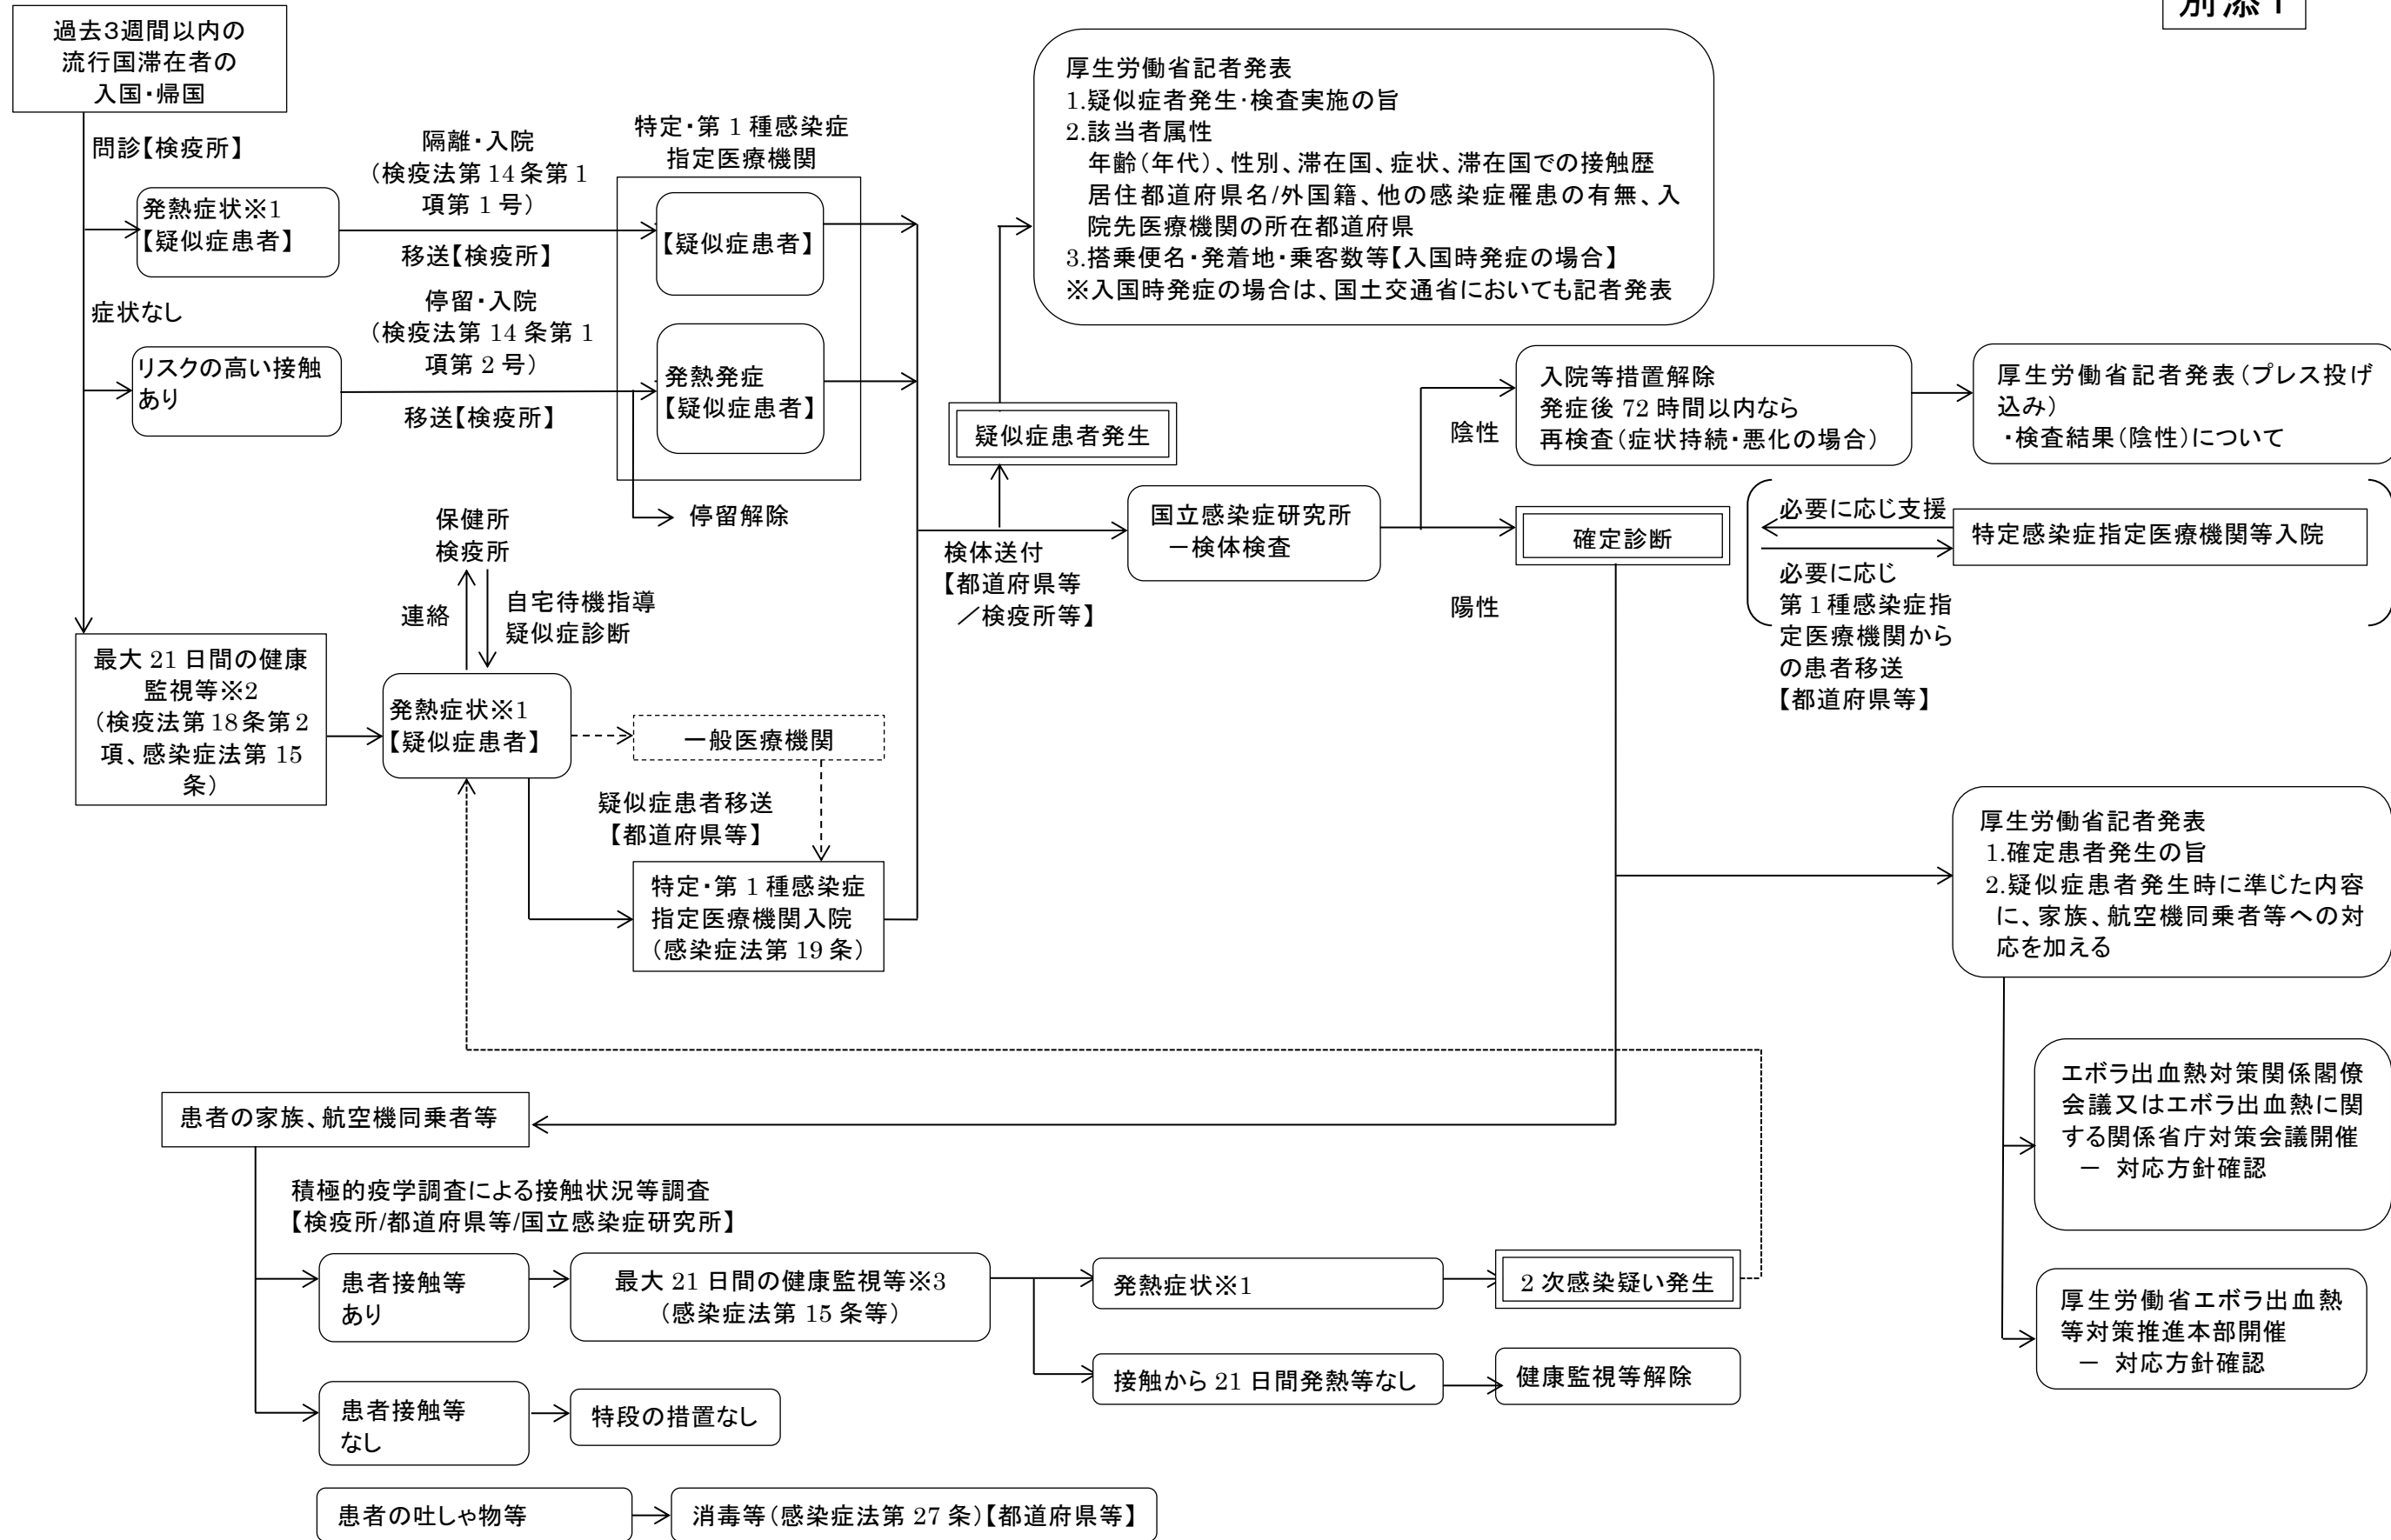 別添1
過去3週間以内の
流行国滞在者の
入国・帰国
問診【検疫所】
発熱症状※1
【疑似症患者】
隔離・入院
（検疫法第14条第1
項第1号）
移送【検疫所】
特定・第1種感染症
指定医療機関
【疑似症患者】
症状なし
リスクの高い接触
あり
停留・入院
（検疫法第14条第1
項第2号）
移送【検疫所】
発熱発症
【疑似症患者】
停留解除
厚生労働省記者発表
1.疑似症者発生・検査実施の旨
2.該当者属性
年齢（年代）、性別、滞在国、症状、滞在国での接触歴
居住都道府県名/外国籍、他の感染症罹患の有無、入
院先医療機関の所在都道府県
3.搭乗便名・発着地・乗客数等【入国時発症の場合】
※入国時発症の場合は、国土交通省においても記者発表
疑似症患者発生
検体送付
【都道府県等
／検疫所等】
国立感染症研究所
－検体検査
陰性
入院等措置解除
発症後72時間以内なら
再検査（症状持続・悪化の場合）
厚生労働省記者発表（プレス投げ
込み）
・検査結果（陰性）について
陽性
確定診断
必要に応じ支援
特定感染症指定医療機関等入院
必要に応じ
第1種感染症指
定医療機関から
の患者移送
【都道府県等】
保健所
検疫所
連絡
自宅待機指導
疑似症診断
最大21日間の健康
監視等※2
（検疫法第18条第2
項、感染症法第15
条）
発熱症状※1
【疑似症患者】
一般医療機関
疑似症患者移送
【都道府県等】
特定・第1種感染症
指定医療機関入院
（感染症法第19条）
厚生労働省記者発表
1.確定患者発生の旨
2.疑似症患者発生時に準じた内容
に、家族、航空機同乗者等への対
応を加える
エボラ出血熱対策関係閣僚
会議又はエボラ出血熱に関
する関係省庁対策会議開催
－ 対応方針確認
厚生労働省エボラ出血熱
等対策推進本部開催
－ 対応方針確認
患者の家族、航空機同乗者等
積極的疫学調査による接触状況等調査
【検疫所/都道府県等/国立感染症研究所】
患者接触等
あり
最大21日間の健康監視等※3
（感染症法第15条等）
発熱症状※1
2次感染疑い発生
接触から21日間発熱等なし
健康監視等解除
患者接触等
なし
特段の措置なし
患者の吐しゃ物等
消毒等（感染症法第27条）【都道府県等】